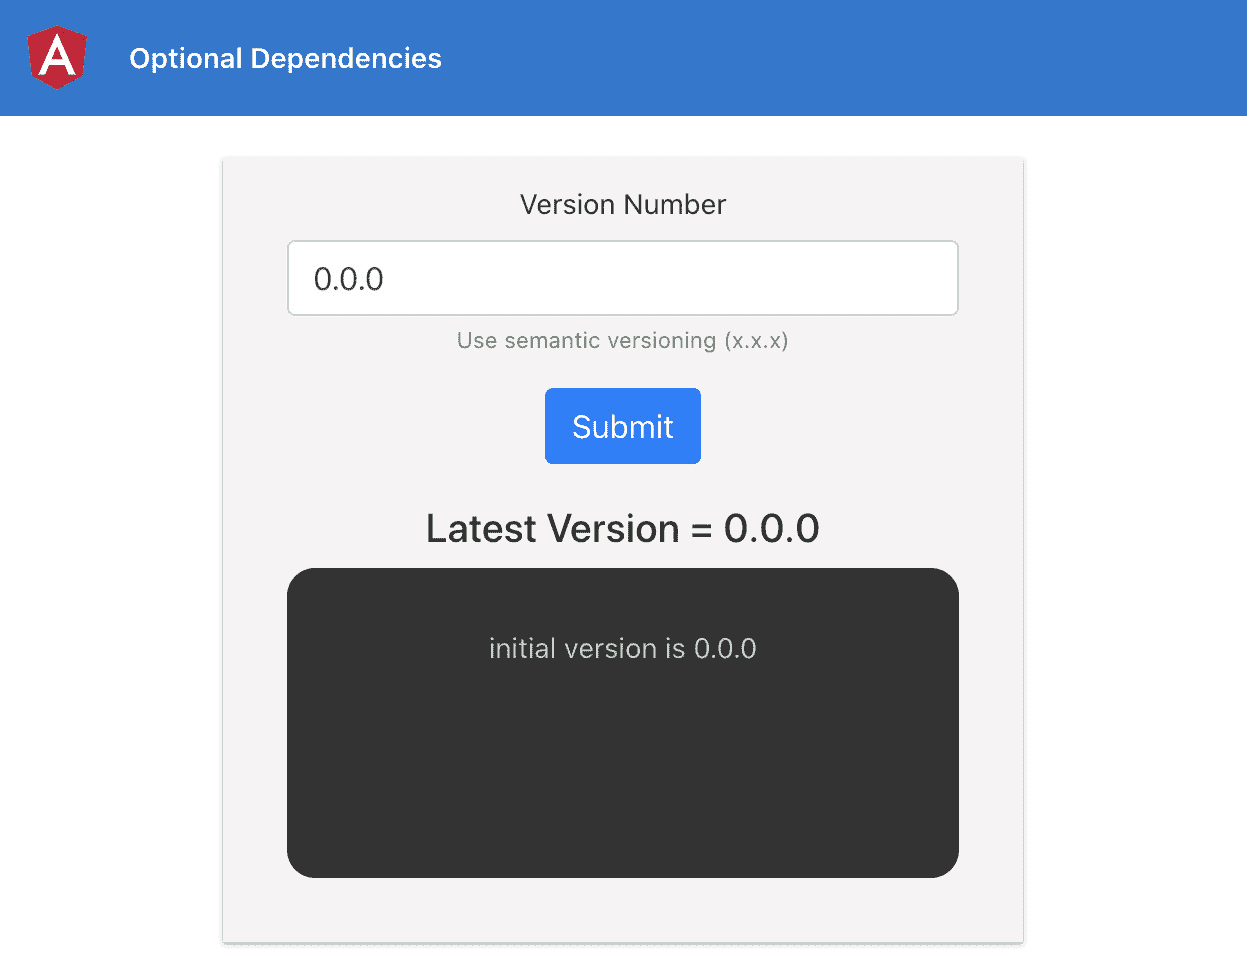 A
Optional Dependencies
Version Number
0.0.0
Use semantic versioning (x.x.x)
Submit
Latest Version = 0.0.0
initial version is 0.0.0